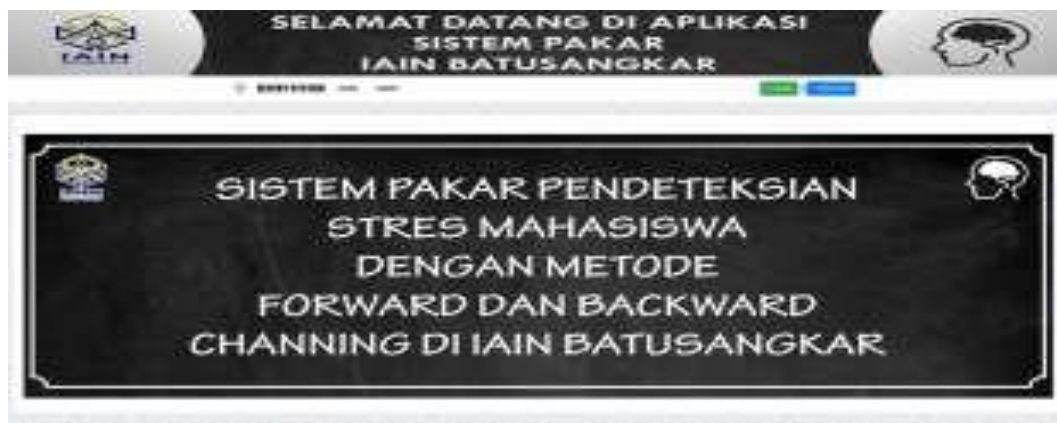 SELAMAT DATANG DI APLIKASI
SISTEM PAKAR
IAIN BATUSANGKAR
IAIN
SISTEM PAKAR PENDETEKSIAN
STRES MAHASISWA
DENGAN METODE
FORWARD DAN BACKWARD
CHANNING DI IAIN BATUSANGKAR